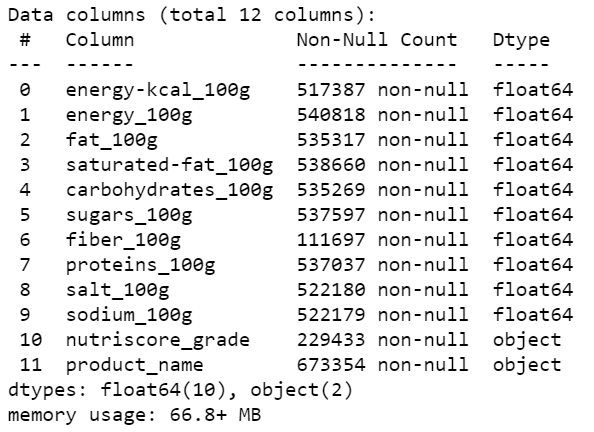 Data columns (total 12 columns):
 #   Column              Non-Null Count   Dtype
---  ------              --------------   -----
 0   energy-kcal_100g    517387 non-null  float64
 1   energy_100g         540818 non-null  float64
 2   fat_100g            535317 non-null  float64
 3   saturated-fat_100g  538660 non-null  float64
 4   carbohydrates_100g  535269 non-null  float64
 5   sugars_100g         537597 non-null  float64
 6   fiber_100g          111697 non-null  float64
 7   proteins_100g       537037 non-null  float64
 8   salt_100g           522180 non-null  float64
 9   sodium_100g         522179 non-null  float64
 10  nutriscore_grade    229433 non-null  object
 11  product_name        673354 non-null  object
dtypes: float64(10), object(2)
memory usage: 66.8+ MB